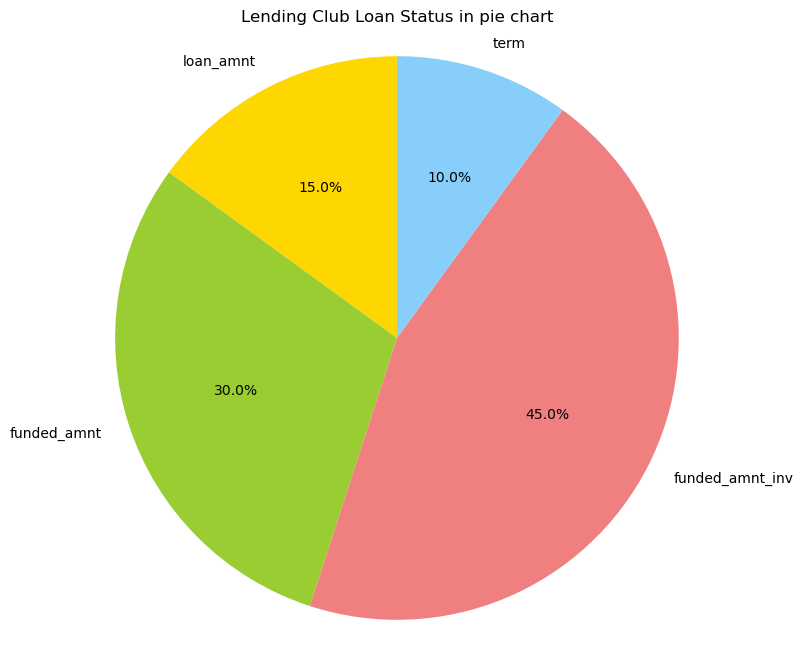 Lending Club Loan Status in pie chart
term
loan_amnt
10.0%
15.0%
30.0%
45.0%
funded_amnt
funded_amnt_inv